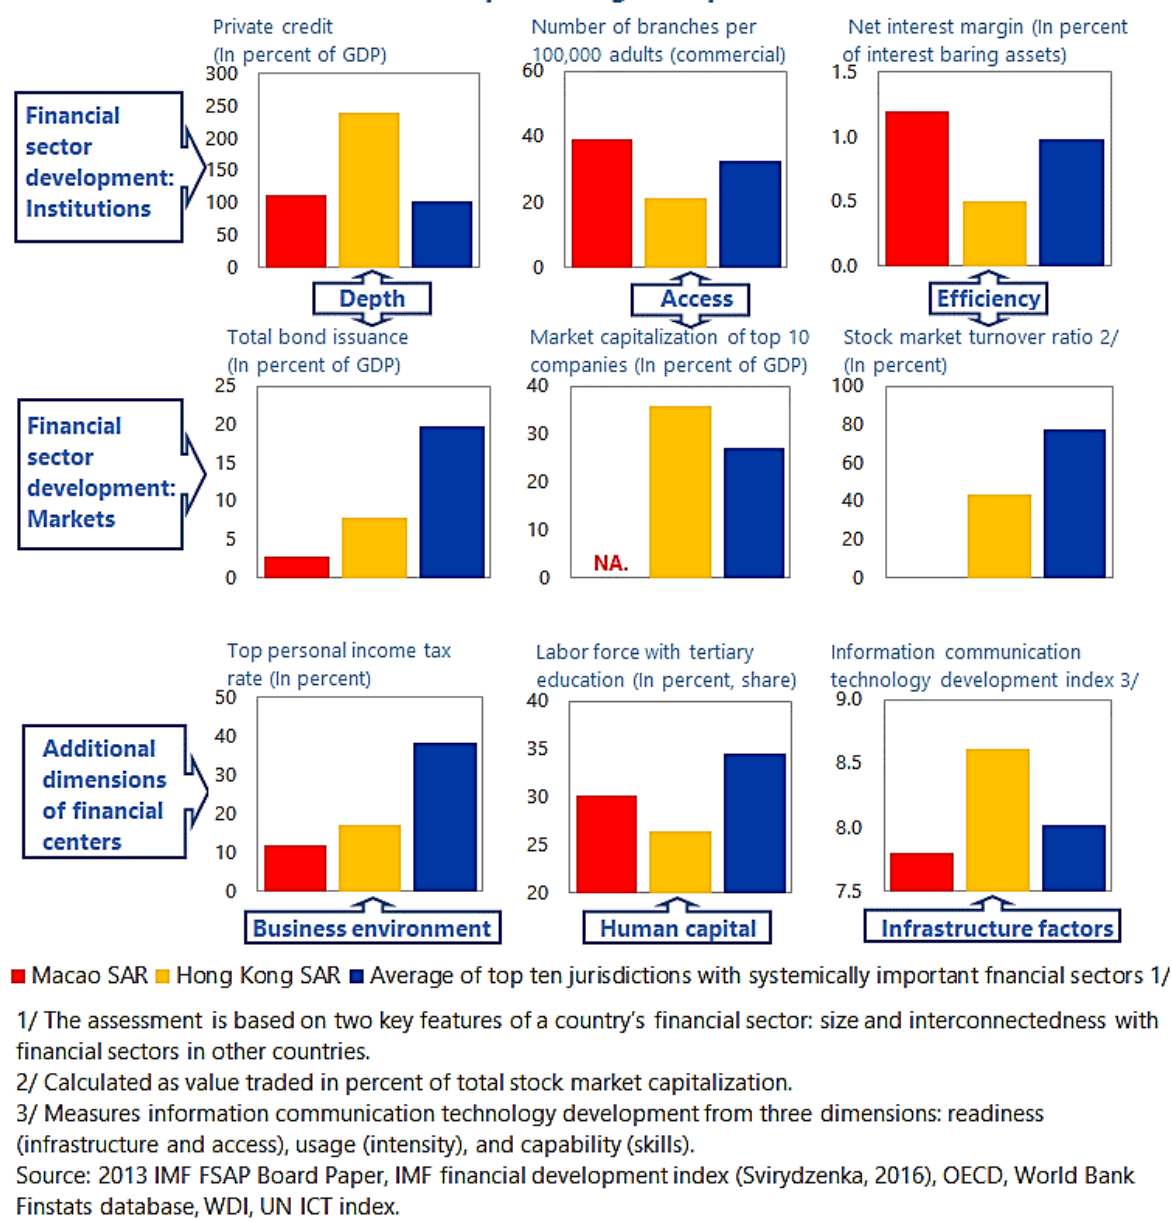 Private credit
(In percent of GDP)
300
250
200
150
100
50
0
Number of branches per
100,000 adults (commercial)
60
40
20
0
Net interest margin (In percent
of interest baring assets)
1.5
1.0
0.5
0.0
Financial
sector
development:
Institutions
Depth
Access
Efficiency
Total bond issuance
(In percent of GDP)
25
20
15
10
5
0
Market capitalization of top 10
companies (In percent of GDP)
40
30
20
10
0
NA.
Stock market turnover ratio 2/
(In percent)
100
80
60
40
20
0
Financial
sector
development:
Markets
Top personal income tax
rate (In percent)
50
40
30
20
10
0
Labor force with tertiary
education (In percent, share)
40
35
30
25
20
Information communication
technology development index 3/
9.0
8.5
8.0
7.5
Additional
dimensions
of financial
centers
Business environment
Human capital
Infrastructure factors
Macao SAR Hong Kong SAR Average of top ten jurisdictions with systemically important fnancial sectors 1/
1/ The assessment is based on two key features of a country's financial sector: size and interconnectedness with
financial sectors in other countries.
2/ Calculated as value traded in percent of total stock market capitalization.
3/ Measures information communication technology development from three dimensions: readiness
(infrastructure and access), usage (intensity), and capability (skills).
Source: 2013 IMF FSAP Board Paper, IMF financial development index (Svirydzenka, 2016), OECD, World Bank
Finstats database, WDI, UN ICT index.